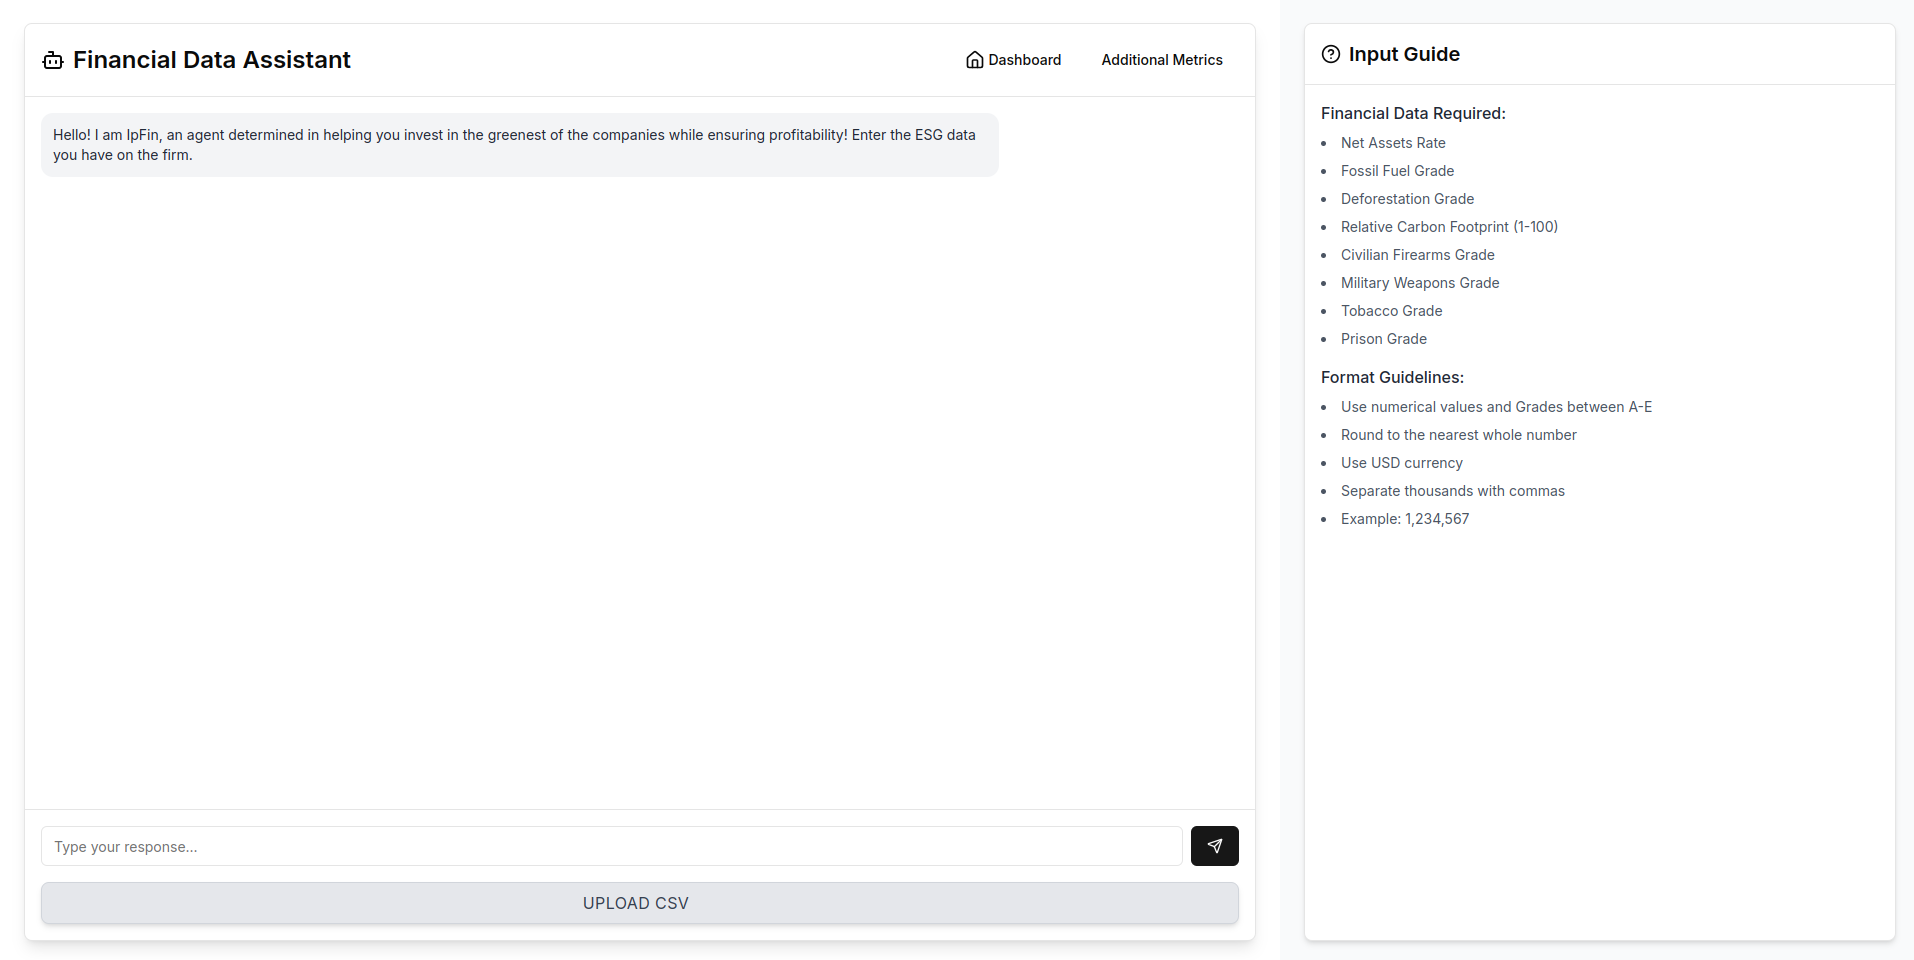 Financial Data Assistant
Dashboard
Additional Metrics
Hello! I am IpFin, an agent determined in helping you invest in the greenest of the companies while ensuring profitability! Enter the ESG data
you have on the firm.
Type your response...
UPLOAD CSV
Input Guide
Financial Data Required:
Net Assets Rate
Fossil Fuel Grade
Deforestation Grade
Relative Carbon Footprint (1-100)
Civilian Firearms Grade
Military Weapons Grade
Tobacco Grade
Prison Grade
Format Guidelines:
Use numerical values and Grades between A-E
Round to the nearest whole number
Use USD currency
Separate thousands with commas
Example: 1,234,567